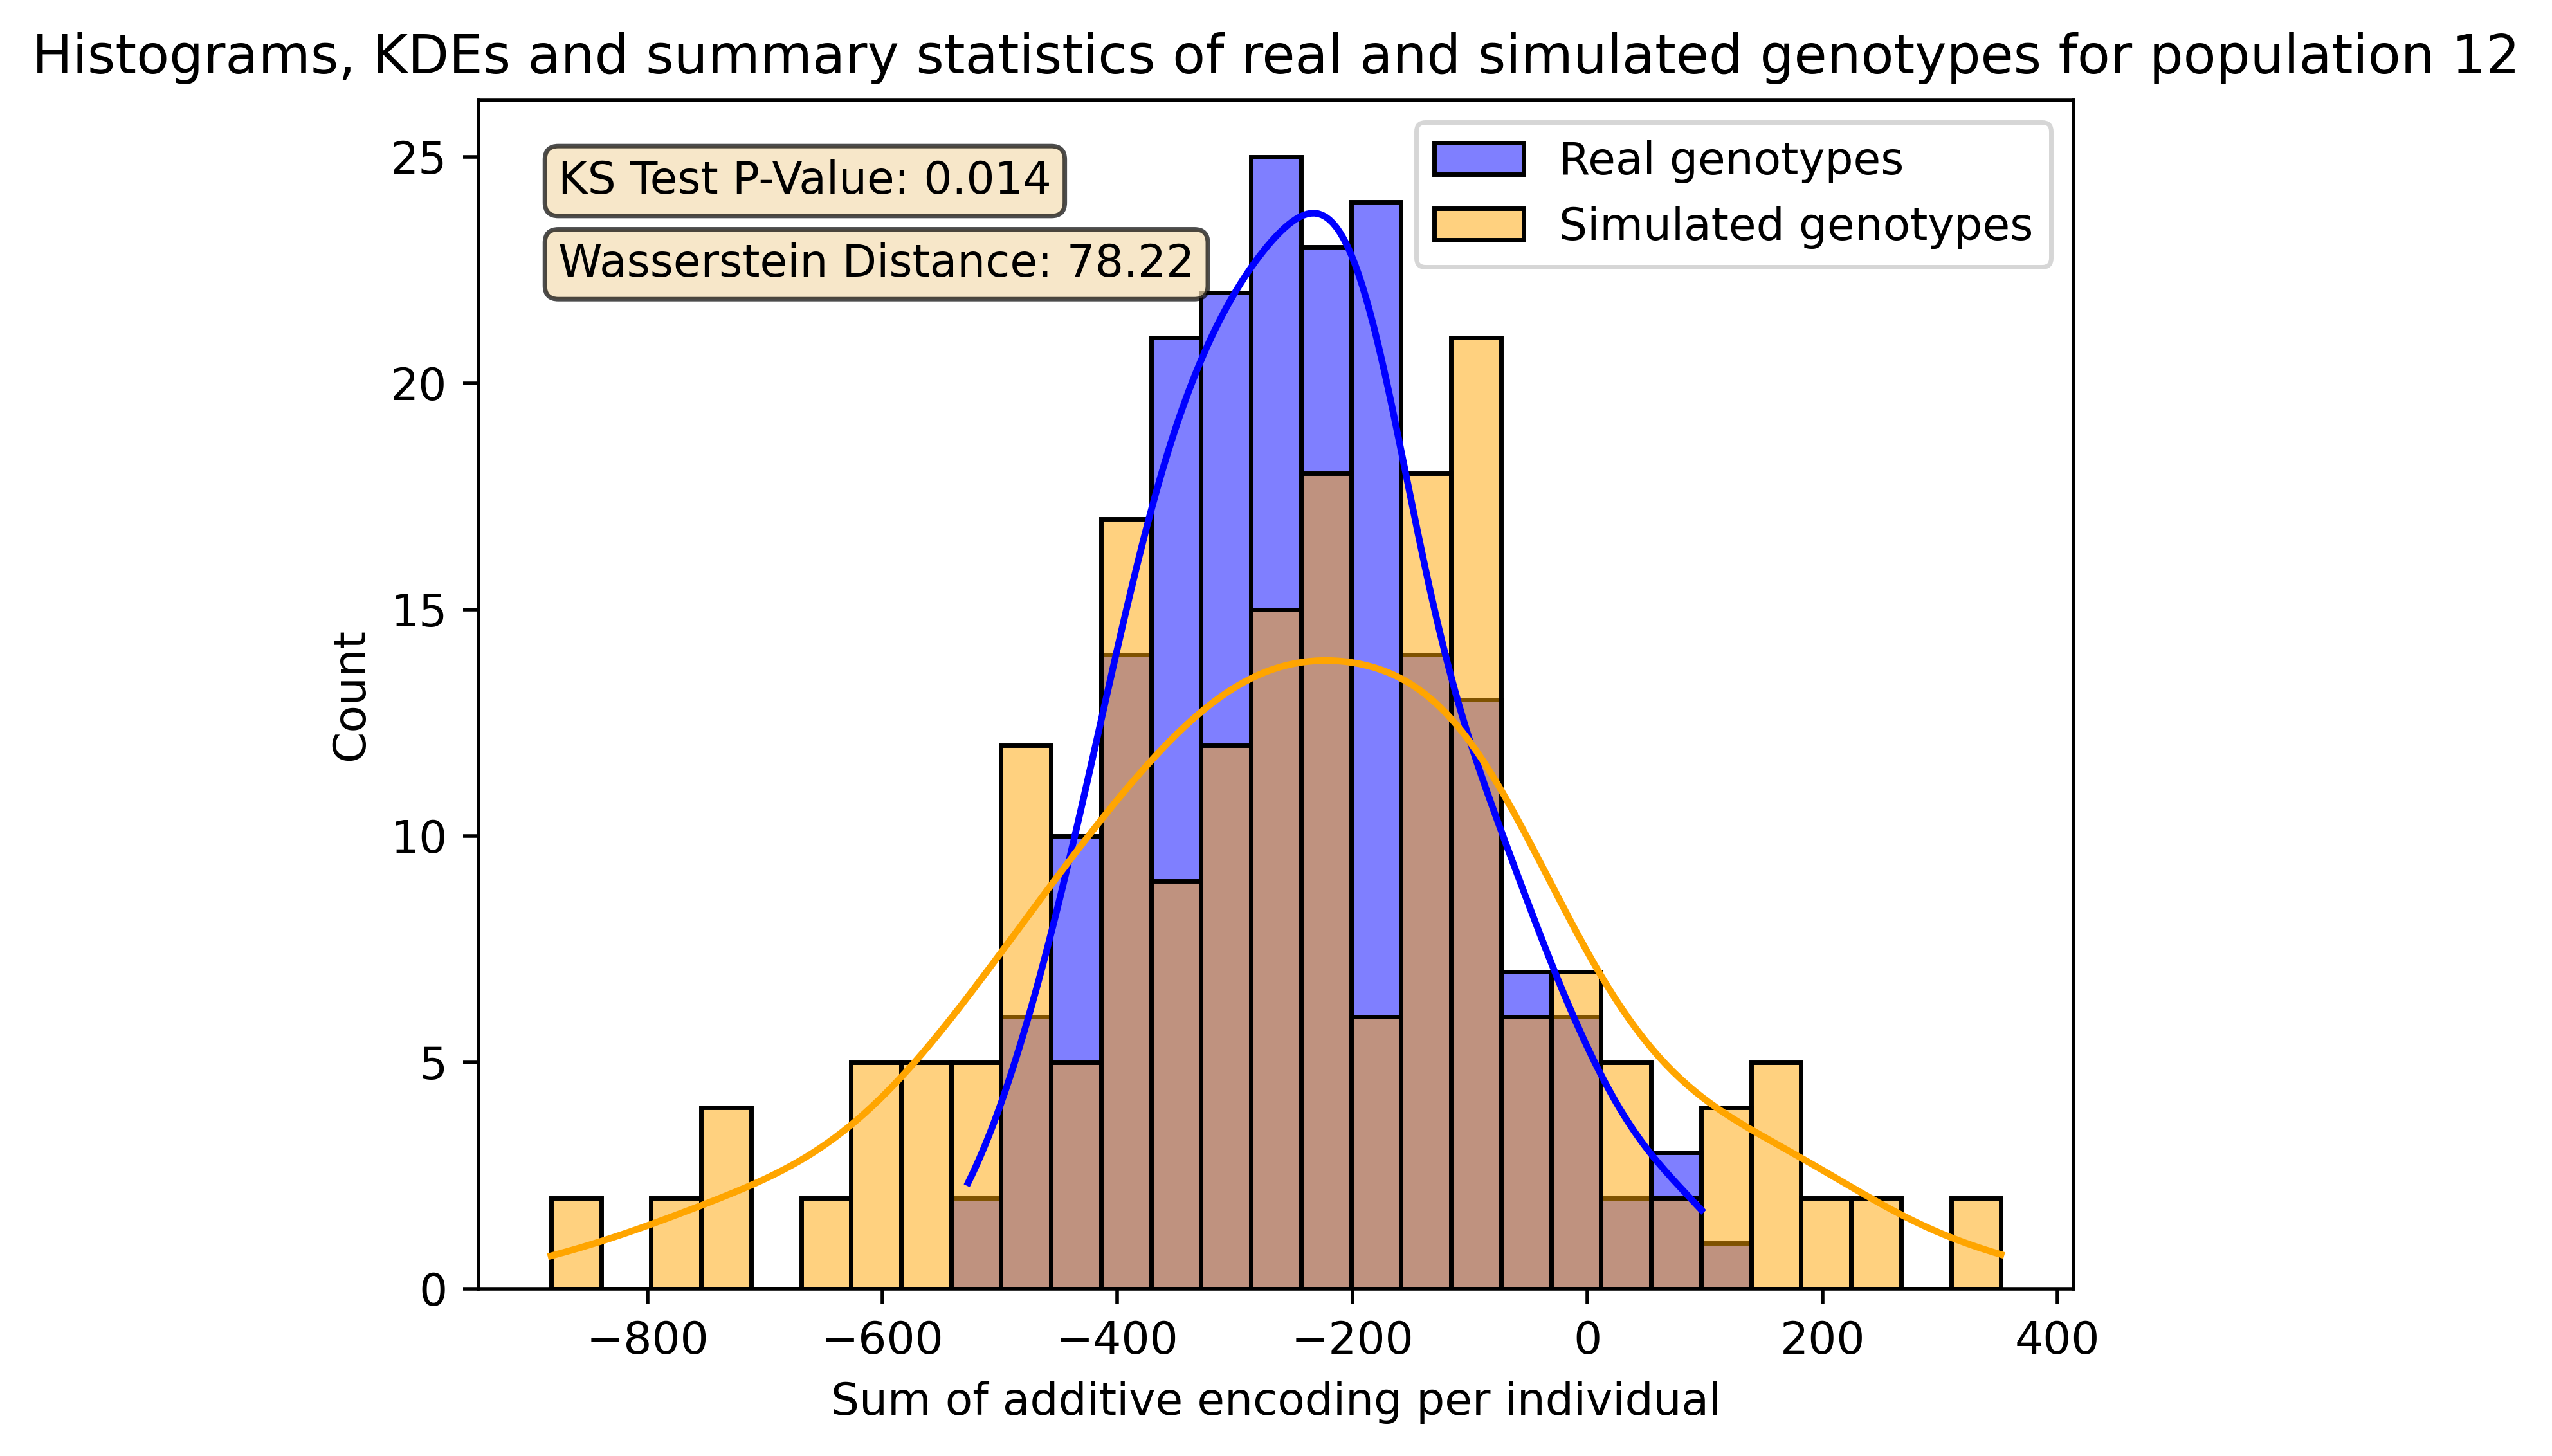 Histograms, KDEs and summary statistics of real and simulated genotypes for population 12
KS Test P-Value: 0.014
Wasserstein Distance: 78.22
Real genotypes
Simulated genotypes
Count
25
20
15
10
5
0
−800
−600
−400
−200
0
200
400
Sum of additive encoding per individual